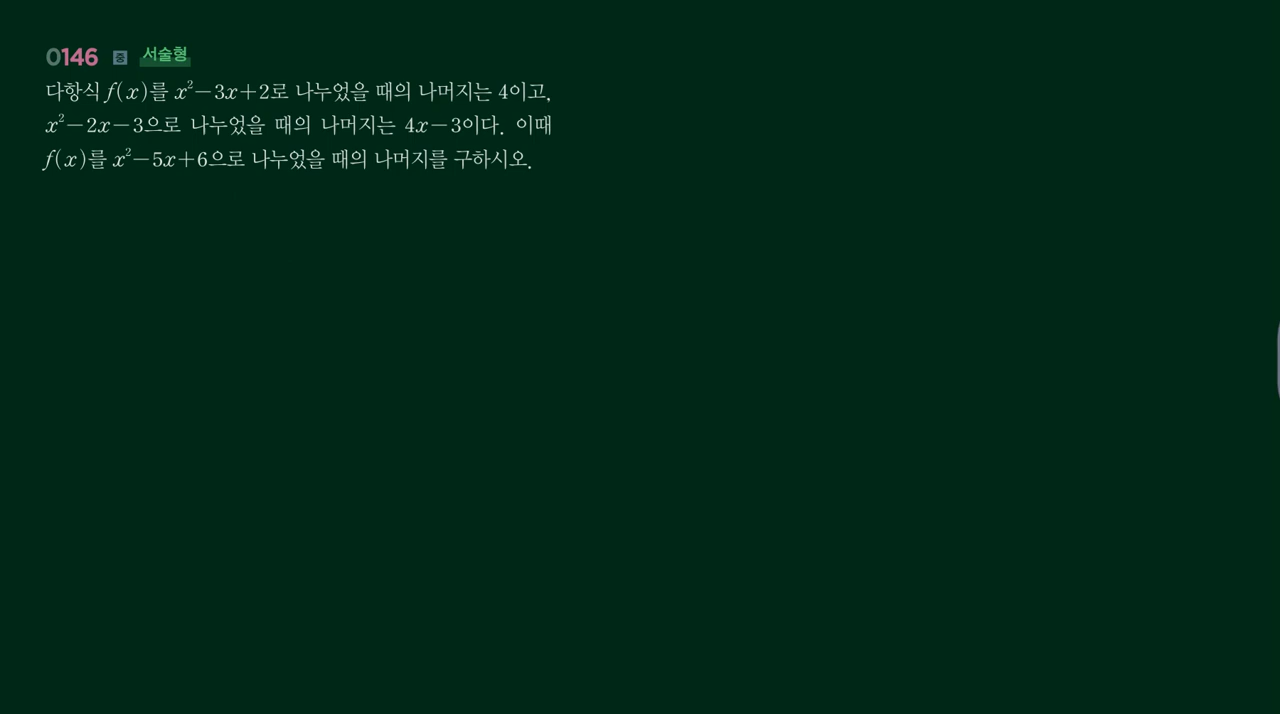 0146 중 서술형
다항식 f(x)를 x²-3x+2로 나누었을 때의 나머지는 4이고,
x²-2x-3으로 나누었을 때의 나머지는 4x-3이다. 이때
f(x)를 x²-5x+6으로 나누었을 때의 나머지를 구하시오.